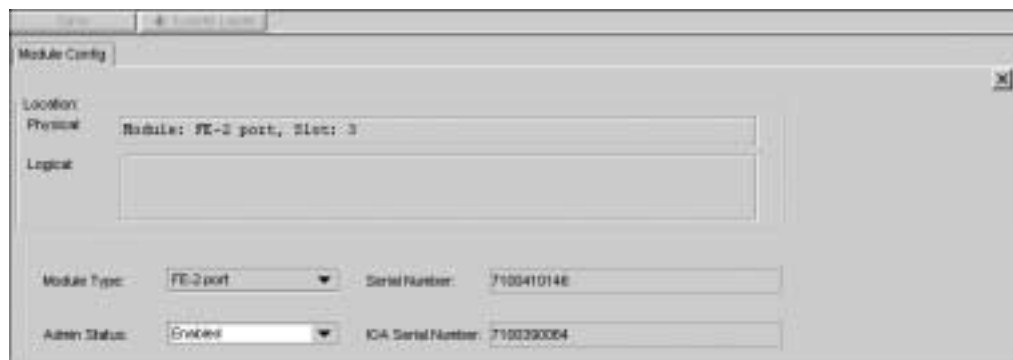 Module Config
Location:
Physical: Module: FE-2 port, Slot: 3
Logical:
Module Type: FE-2 port Serial Number: 7100410146
Admin Status: Enabled IOA Serial Number: 7100390064